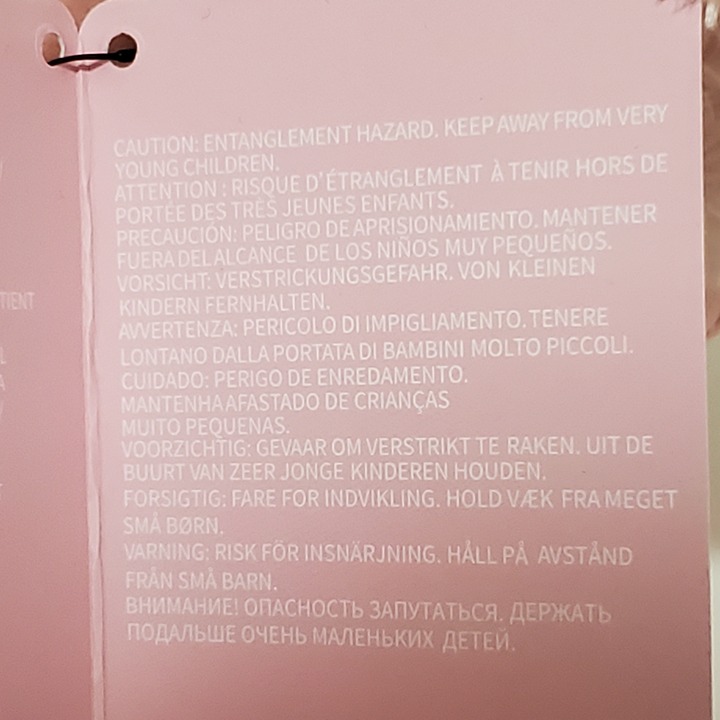 CAUTION: ENTANGLEMENT HAZARD. KEEP AWAY FROM VERY
YOUNG CHILDREN.
ATTENTION : RISQUE D'ÉTRANGLEMENT À TENIR HORS DE
PORTÉE DES TRÈS JEUNES ENFANTS.
PRECAUCIÓN: PELIGRO DE APRISIONAMIENTO. MANTENER
FUERA DEL ALCANCE DE LOS NIÑOS MUY PEQUEÑOS.
VORSICHT: VERSTRICKUNGSGEFAHR. VON KLEINEN
KINDERN FERNHALTEN.
AVVERTENZA: PERICOLO DI IMPIGLIAMENTO. TENERE
LONTANO DALLA PORTATA DI BAMBINI MOLTO PICCOLI.
CUIDADO: PERIGO DE ENREDAMENTO.
MANTENHA AFASTADO DE CRIANÇAS
MUITO PEQUENAS.
VOORZICHTIG: GEVAAR OM VERSTRIKT TE RAKEN. UIT DE
BUURT VAN ZEER JONGE KINDEREN HOUDEN.
FORSIGTIG: FARE FOR INDVIKLING. HOLD VÆK FRA MEGET
SMÅ BØRN.
VARNING: RISK FÖR INSNÄRJNING. HÅLL PÅ AVSTÅND
FRÅN SMÅ BARN.
ВНИМАНИЕ! ОПАСНОСТЬ ЗАПУТАТЬСЯ. ДЕРЖАТЬ
ПОДАЛЬШЕ ОЧЕНЬ МАЛЕНЬКИХ ДЕТЕЙ.